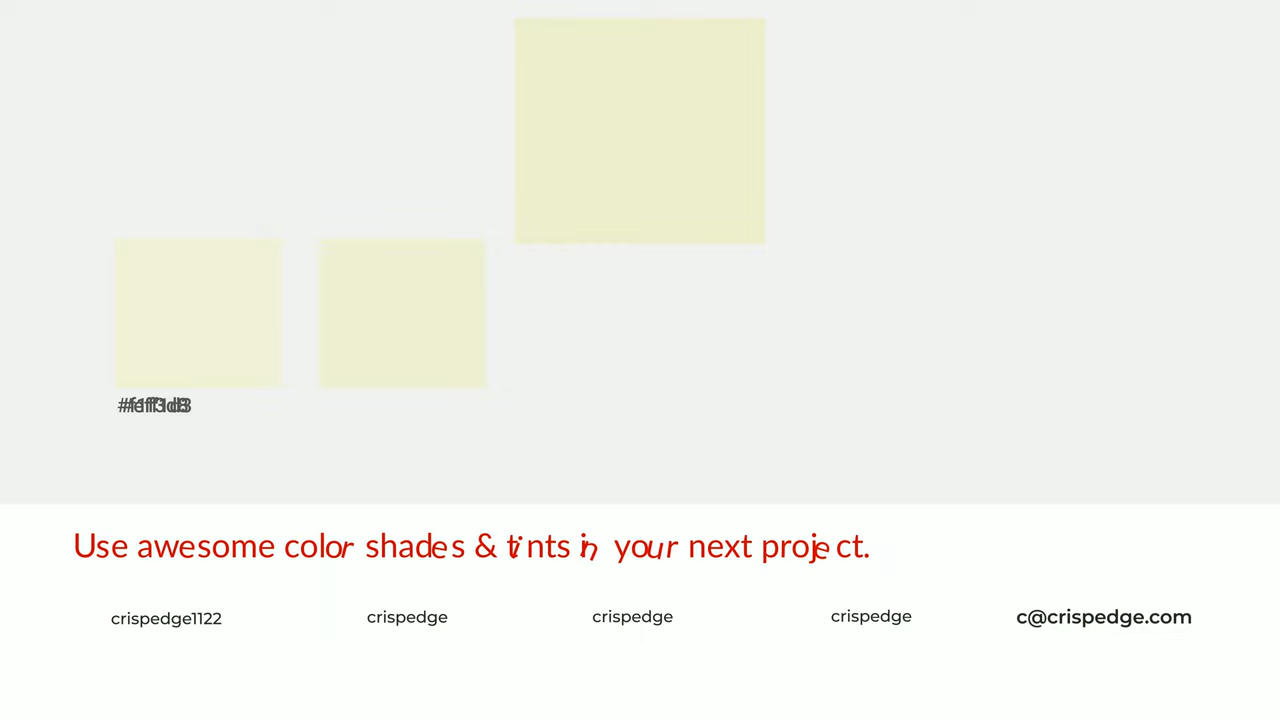 Use awesome color shades & tints in your next project.
crispedge1122 crispedge crispedge crispedge c@crispedge.com